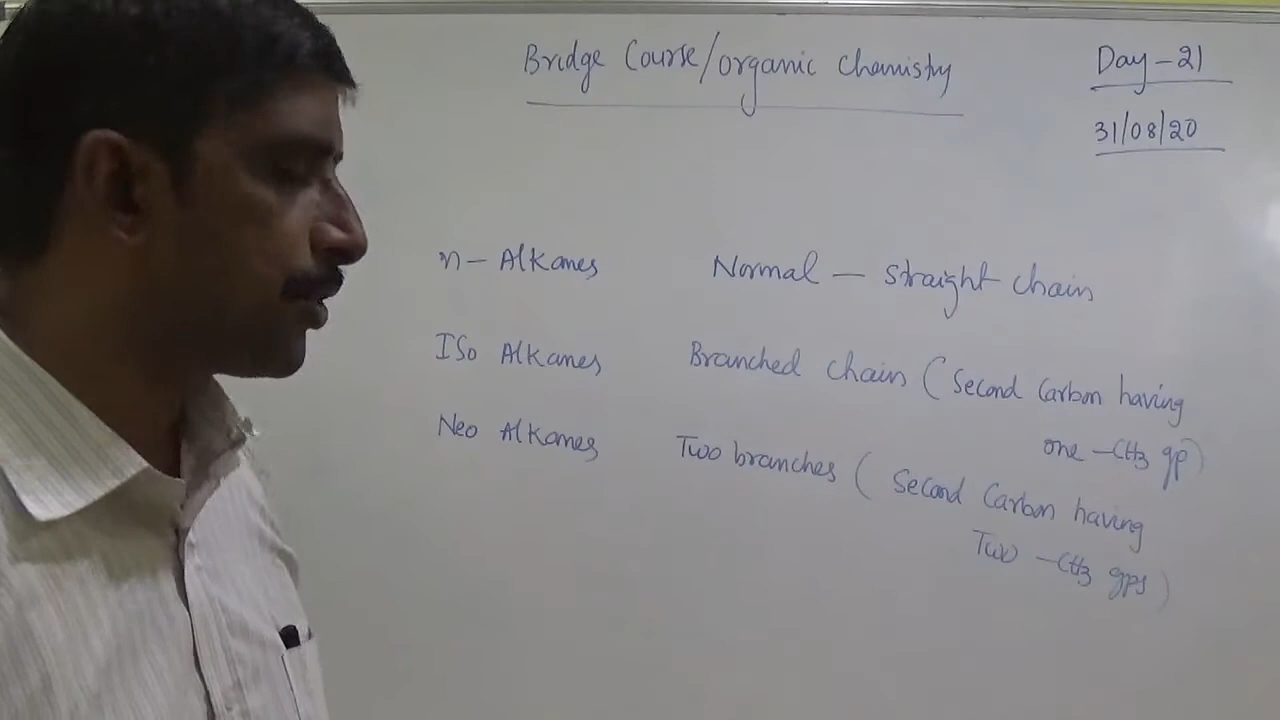 Bridge Course/organic chemistry
Day-21
31/08/20
n- Alkanes Normal — straight chain
ISo Alkanes Branched chain (Second Carbon having
one -CH3 gp)
Neo Alkanes Two branches ( Second Carbon having
Two -CH3 gps)